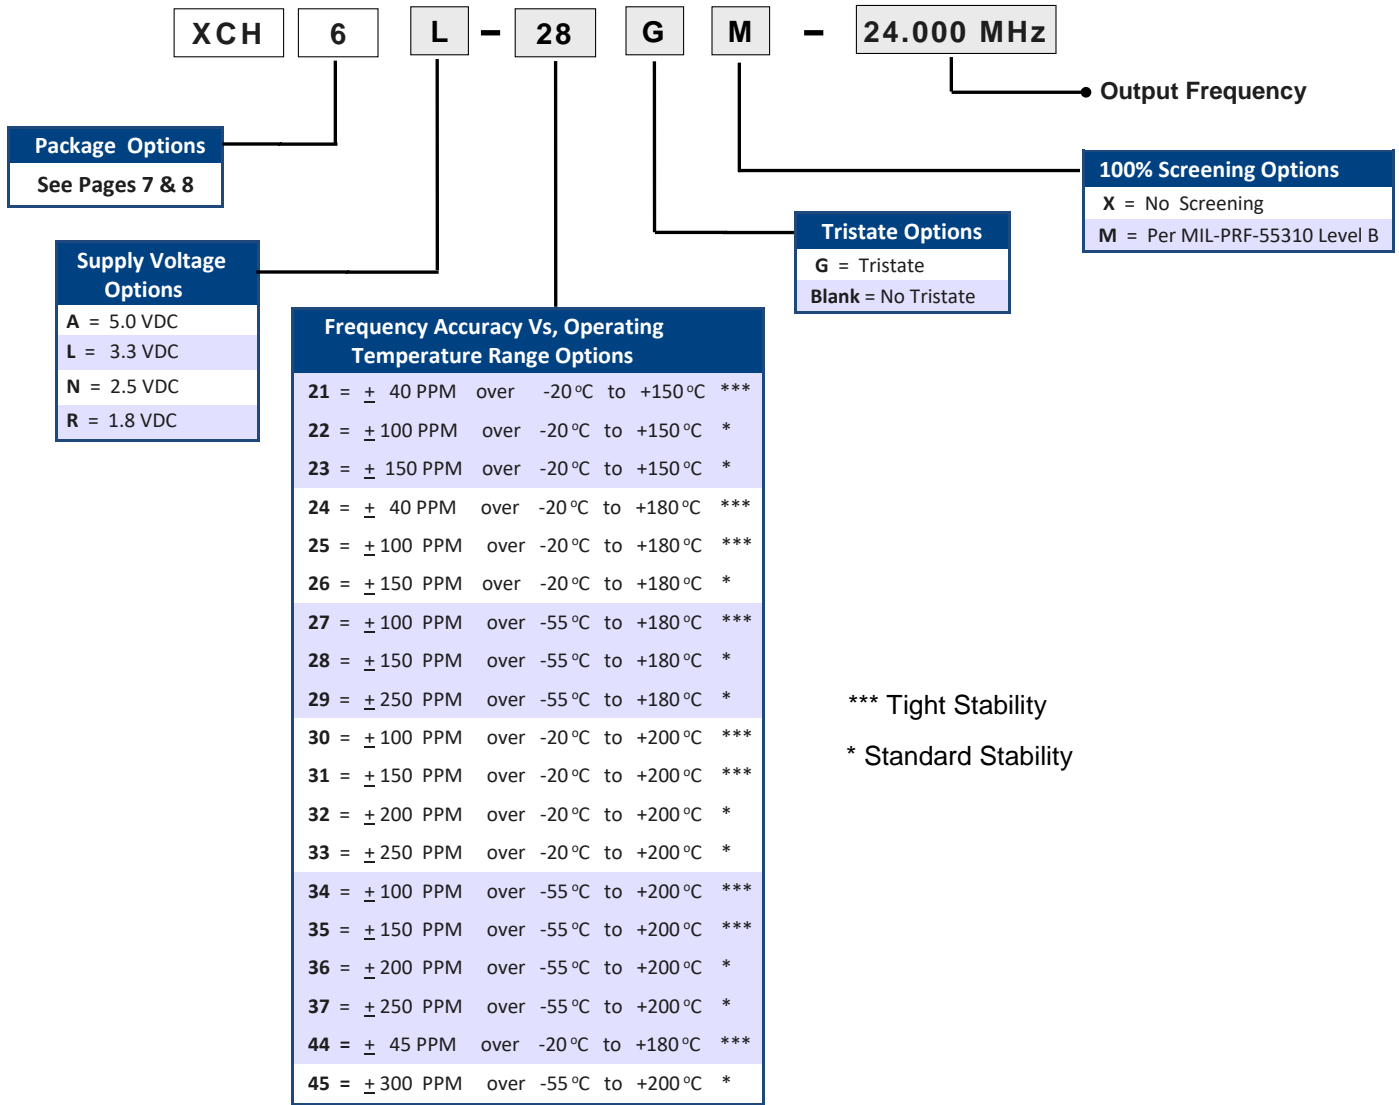 XCH 6 L – 28 G M – 24.000 MHz
Output Frequency
Package Options
See Pages 7 & 8
100% Screening Options
X = No Screening
M = Per MIL-PRF-55310 Level B
Tristate Options
G = Tristate
Blank = No Tristate
Supply Voltage
Options
A = 5.0 VDC
L = 3.3 VDC
N = 2.5 VDC
R = 1.8 VDC
Frequency Accuracy Vs, Operating
Temperature Range Options
21 = ± 40 PPM over -20 °C to +150 °C ***
22 = ± 100 PPM over -20 °C to +150 °C *
23 = ± 150 PPM over -20 °C to +150 °C *
24 = ± 40 PPM over -20 °C to +180 °C ***
25 = ± 100 PPM over -20 °C to +180 °C ***
26 = ± 150 PPM over -20 °C to +180 °C *
27 = ± 100 PPM over -55 °C to +180 °C ***
28 = ± 150 PPM over -55 °C to +180 °C *
29 = ± 250 PPM over -55 °C to +180 °C *
30 = ± 100 PPM over -20 °C to +200 °C ***
31 = ± 150 PPM over -20 °C to +200 °C ***
32 = ± 200 PPM over -20 °C to +200 °C *
33 = ± 250 PPM over -20 °C to +200 °C *
34 = ± 100 PPM over -55 °C to +200 °C ***
35 = ± 150 PPM over -55 °C to +200 °C ***
36 = ± 200 PPM over -55 °C to +200 °C *
37 = ± 250 PPM over -55 °C to +200 °C *
44 = ± 45 PPM over -20 °C to +180 °C ***
45 = ± 300 PPM over -55 °C to +200 °C *
*** Tight Stability
* Standard Stability